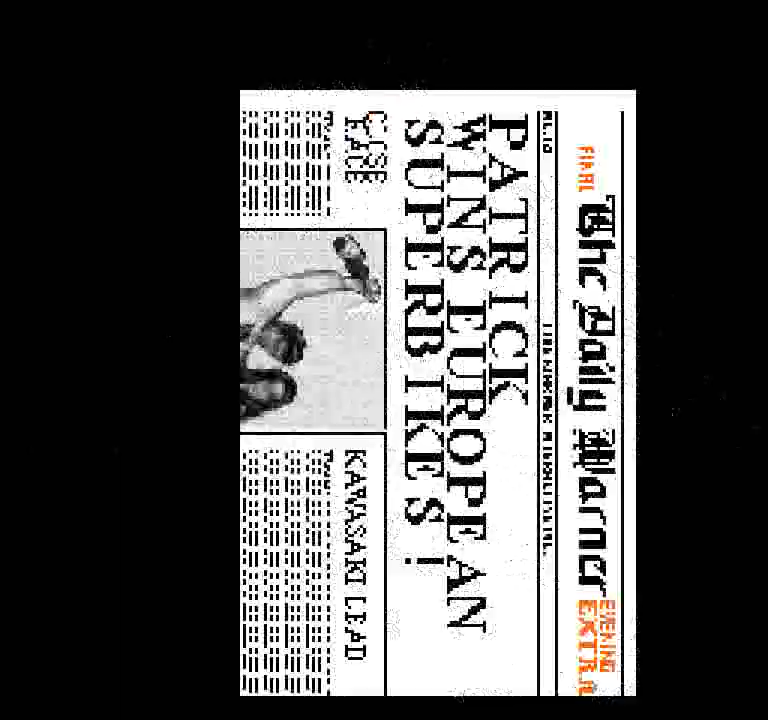 FINAL
The Daily Warner
EVENING
EXTRA
PATRICK
WINS EUROPEAN
SUPERBIKES!
CLOSE
RACE
KAWASAKI LEAD